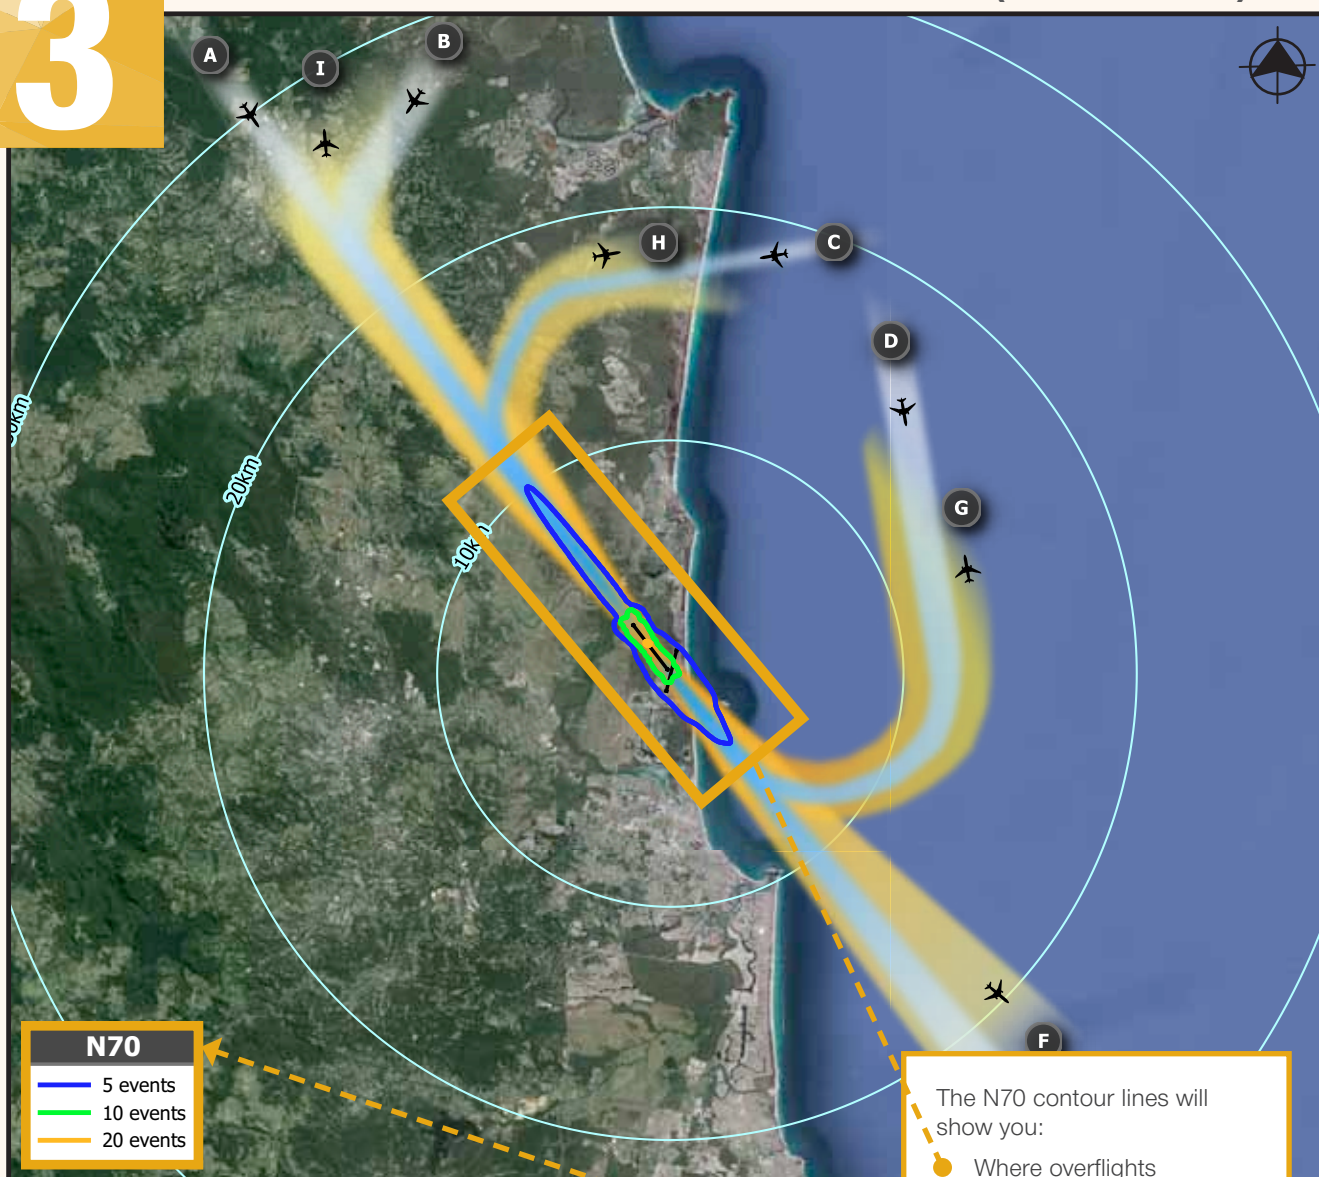 3
A
I
B
H
C
D
G
20km
10km
F
N70
5 events
10 events
20 events
The N70 contour lines will
show you:
Where overflights